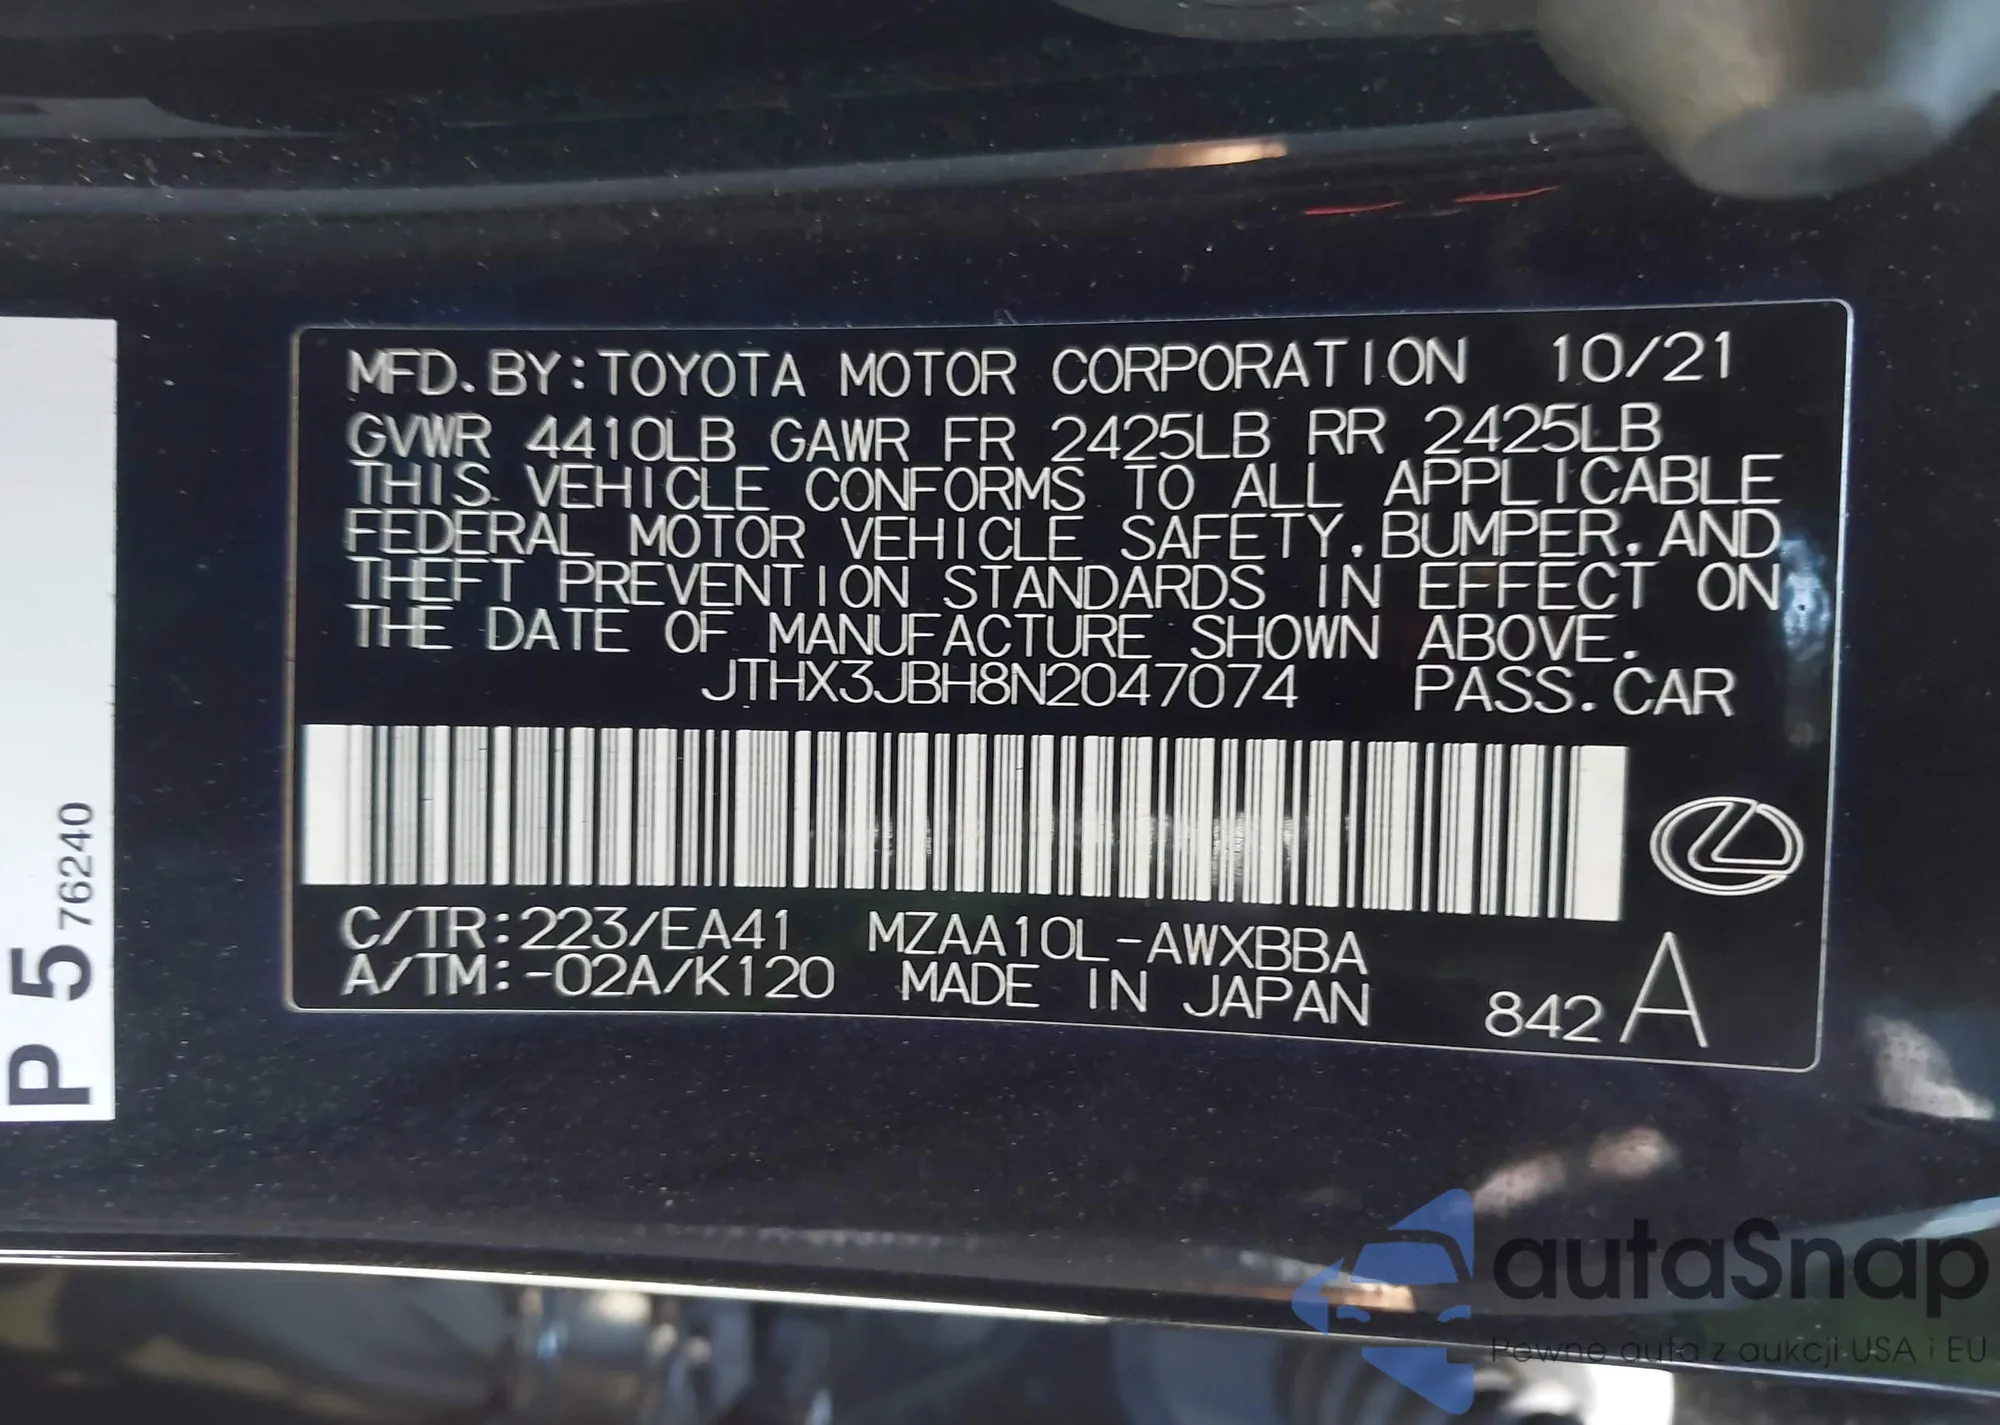 MFD. BY: TOYOTA MOTOR CORPORATION 10/21
GVWR 4410LB GAWR FR 2425LB RR 2425LB
THIS VEHICLE CONFORMS TO ALL APPLICABLE
FEDERAL MOTOR VEHICLE SAFETY, BUMPER, AND
THEFT PREVENTION STANDARDS IN EFFECT ON
THE DATE OF MANUFACTURE SHOWN ABOVE.
JTHX3JBH8N2047074 PASS. CAR
C/TR: 223/EA41 MZAA10L-AWXBBA
A/TM: -02A/K120 MADE IN JAPAN 842 A
P 5 76240
autaSnap
Pewne auta z aukcji USA i EU